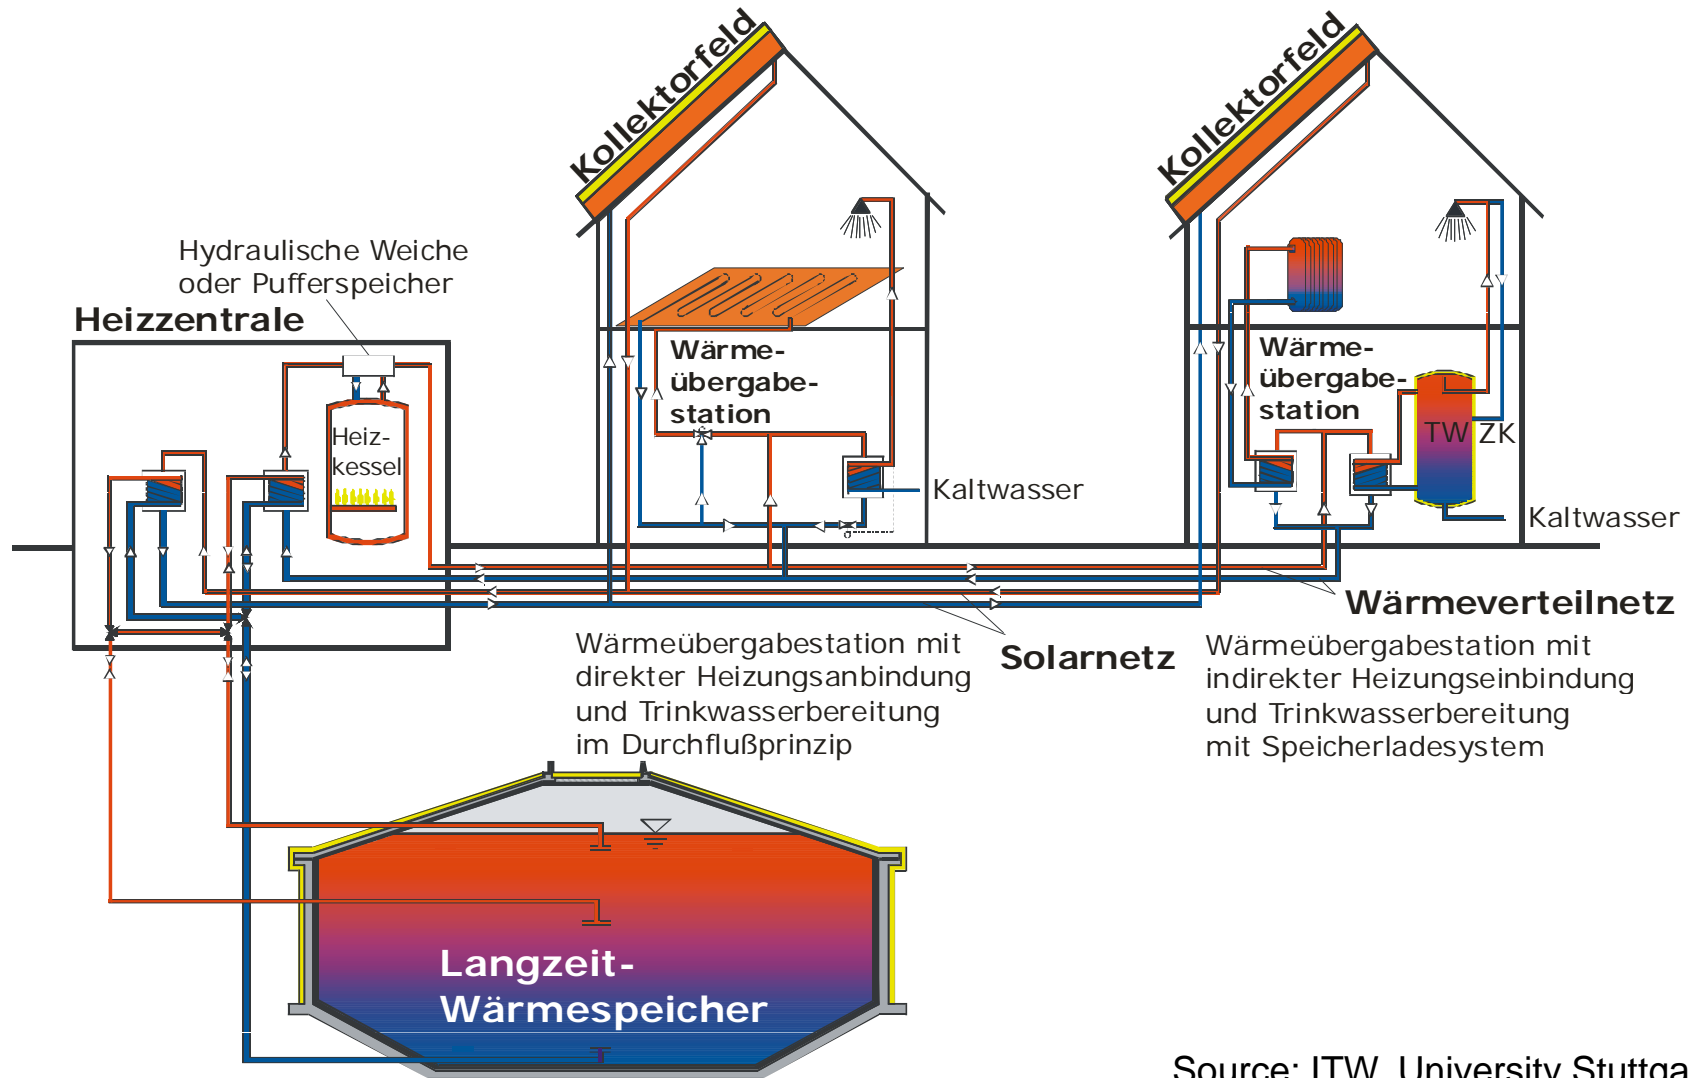 Kollektorfeld
Kollektorfeld
Hydraulische Weiche
oder Pufferspeicher
Heizzentrale
Heiz-
kessel
Wärme-
übergabe-
station
Kaltwasser
Wärme-
übergabe-
station
TW
ZK
Kaltwasser
Wärmeverteilnetz
Solarnetz
Wärmeübergabestation mit
direkter Heizungsanbindung
und Trinkwasserbereitung
im Durchflußprinzip
Wärmeübergabestation mit
indirekter Heizungseinbindung
und Trinkwasserbereitung
mit Speicherladesystem
Langzeit-
Wärmespeicher
Source: ITW, University Stuttga